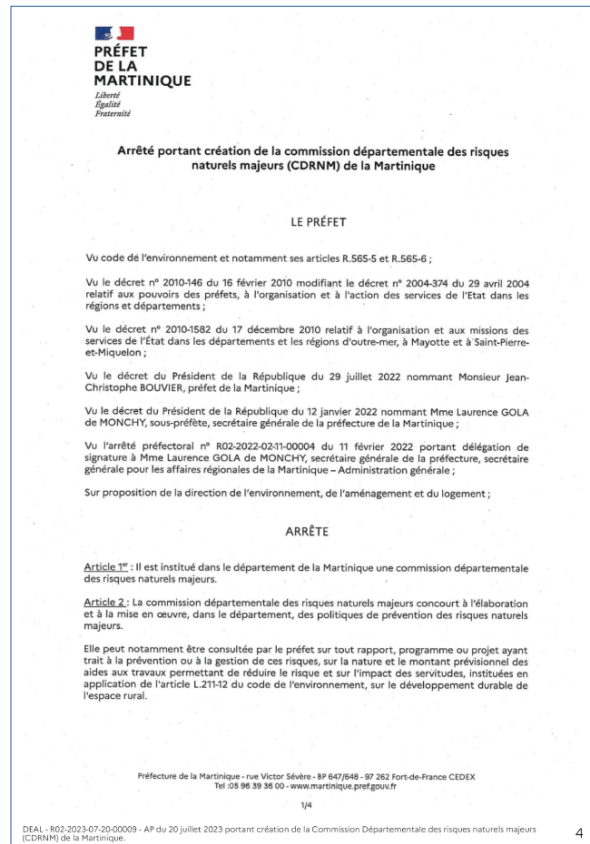 PRÉFET
DE LA
MARTINIQUE
Liberté
Égalité
Fraternité
Arrêté portant création de la commission départementale des risques
naturels majeurs (CDRNM) de la Martinique
LE PRÉFET
Vu code de l'environnement et notamment ses articles R.565-5 et R.565-6 ;
Vu le décret n° 2010-146 du 16 février 2010 modifiant le décret n° 2004-374 du 29 avril 2004
relatif aux pouvoirs des préfets, à l'organisation et à l'action des services de l'Etat dans les
régions et départements ;
Vu le décret n° 2010-1582 du 17 décembre 2010 relatif à l'organisation et aux missions des
services de l'État dans les départements et les régions d'outre-mer, à Mayotte et à Saint-Pierre-
et-Miquelon ;
Vu le décret du Président de la République du 29 juillet 2022 nommant Monsieur Jean-
Christophe BOUVIER, préfet de la Martinique ;
Vu le décret du Président de la République du 12 janvier 2022 nommant Mme Laurence GOLA
de MONCHY, sous-préfète, secrétaire générale de la préfecture de la Martinique ;
Vu l'arrêté préfectoral n° R02-2022-02-11-00004 du 11 février 2022 portant délégation de
signature à Mme Laurence GOLA de MONCHY, secrétaire générale de la préfecture, secrétaire
générale pour les affaires régionales de la Martinique – Administration générale ;
Sur proposition de la direction de l'environnement, de l'aménagement et du logement ;
ARRÊTE
Article 1er : Il est institué dans le département de la Martinique une commission départementale
des risques naturels majeurs.
Article 2 : La commission départementale des risques naturels majeurs concourt à l'élaboration
et à la mise en œuvre, dans le département, des politiques de prévention des risques naturels
majeurs.
Elle peut notamment être consultée par le préfet sur tout rapport, programme ou projet ayant
trait à la prévention ou à la gestion de ces risques, sur la nature et le montant prévisionnel des
aides aux travaux permettant de réduire le risque et sur l'impact des servitudes, instituées en
application de l'article L.211-12 du code de l'environnement, sur le développement durable de
l'espace rural.
Préfecture de la Martinique - rue Victor Sévère - BP 647/648 - 97 262 Fort-de-France CEDEX
Tel :05 96 39 36 00 - www.martinique.pref.gouv.fr
1/4
DEAL - R02-2023-07-20-00009 - AP du 20 juillet 2023 portant création de la Commission Départementale des risques naturels majeurs
(CDRNM) de la Martinique.
4